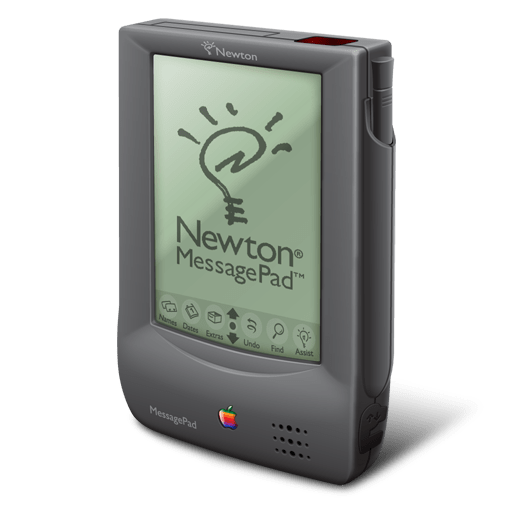 Newton
Newton®
MessagePad™
Names Dates Extras Undo Find Assist
MessagePad